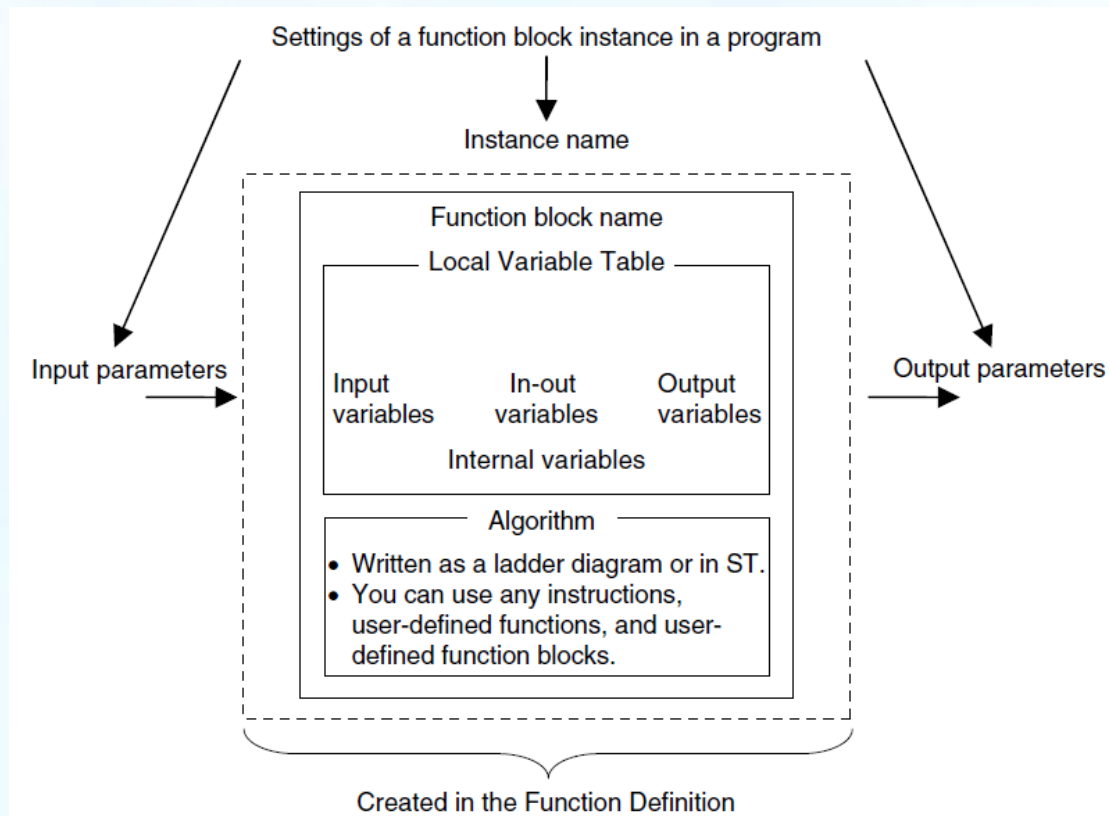 Settings of a function block instance in a program
Instance name
Function block name
Local Variable Table
Input parameters
Output parameters
Input variables
In-out variables
Output variables
Internal variables
Algorithm
• Written as a ladder diagram or in ST.
• You can use any instructions,
user-defined functions, and user-
defined function blocks.
Created in the Function Definition